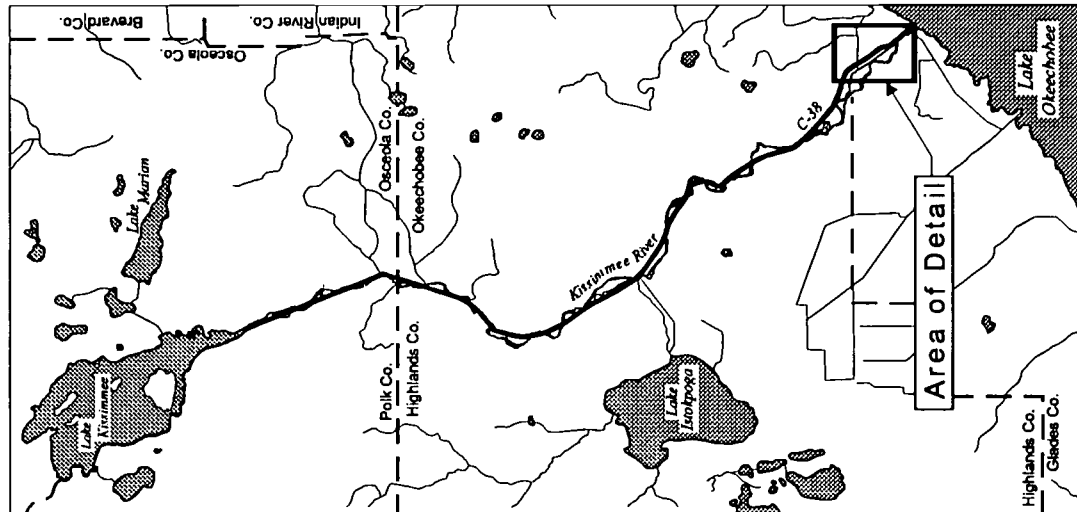 Brevard Co.
Osceola Co.
Indian River Co.
Lake
Marian
Osceola Co.
Okeechobee Co.
Lake
Okeechobee
C-38
Kissimmee River
Lake
Kissimmee
Polk Co.
Highlands Co.
Lake
Istokpoga
Area of Detail
Highlands Co.
Glades Co.